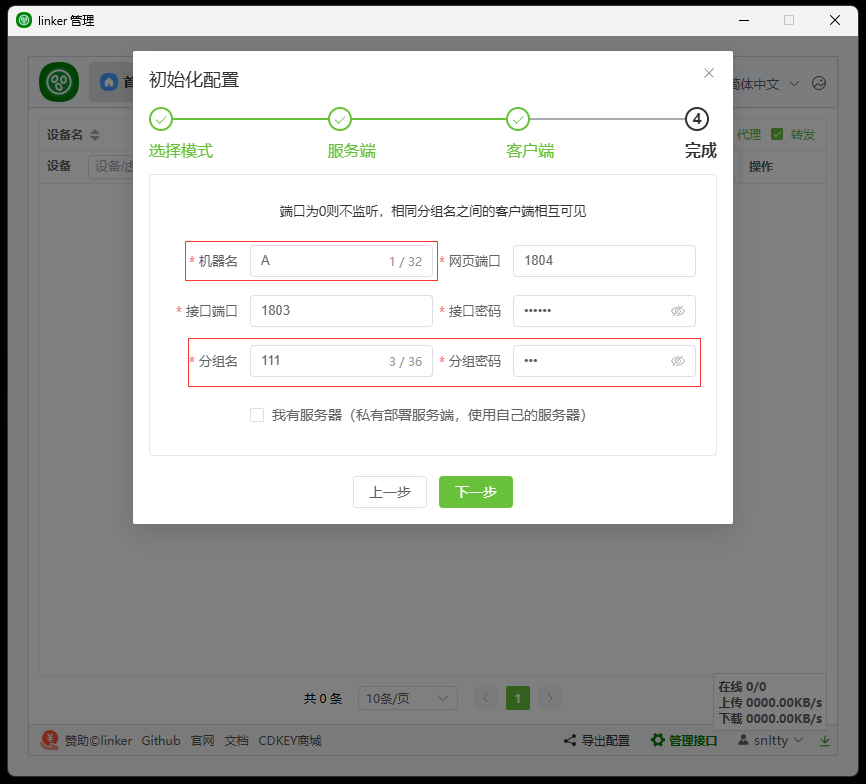 linker 管理
首
简体中文
初始化配置
4
选择模式 服务端 客户端 完成
设备名
代理 转发
设备 设备/虚
操作
端口为0则不监听，相同分组名之间的客户端相互可见
* 机器名 A 1 / 32 * 网页端口 1804
* 接口端口 1803 * 接口密码 ••••••
* 分组名 111 3 / 36 * 分组密码 •••
我有服务器（私有部署服务端，使用自己的服务器）
上一步 下一步
共 0 条 10条/页 1
在线 0/0
上传 0000.00KB/s
下载 0000.00KB/s
赞助©linker Github 官网 文档 CDKEY商城 导出配置 管理接口 snltty